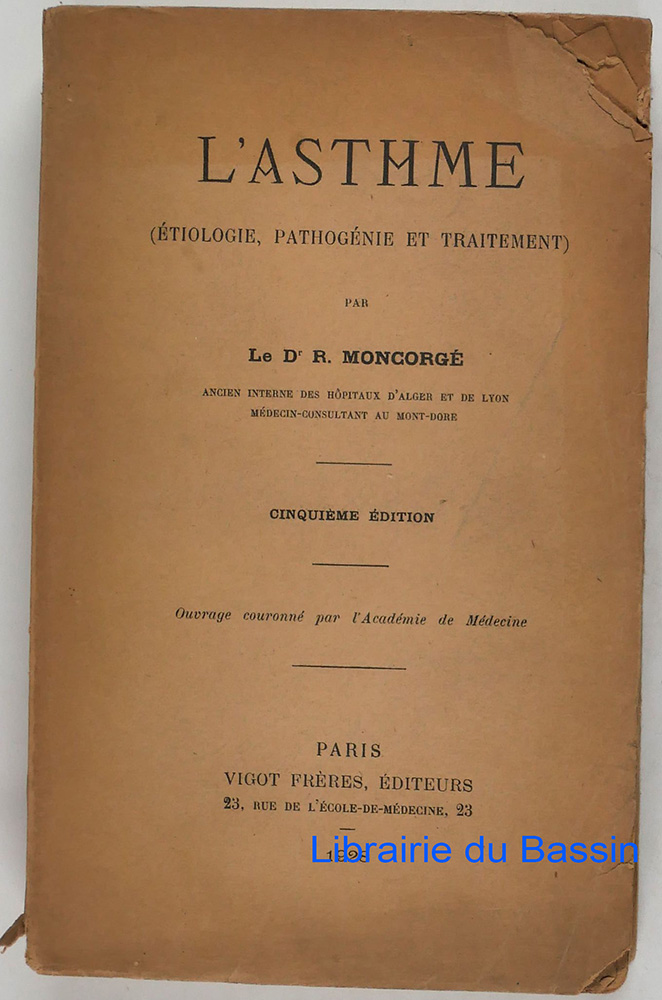 L'ASTHME
(ÉTIOLOGIE, PATHOGÉNIE ET TRAITEMENT)
PAR
Le Dr R. MONCORGÉ
ANCIEN INTERNE DES HÔPITAUX D'ALGER ET DE LYON
MÉDECIN-CONSULTANT AU MONT-DORE
CINQUIÈME ÉDITION
Ouvrage couronné par l'Académie de Médecine
PARIS
VIGOT FRÈRES, ÉDITEURS
23, RUE DE L'ÉCOLE-DE-MÉDECINE, 23
Librairie du Bassin